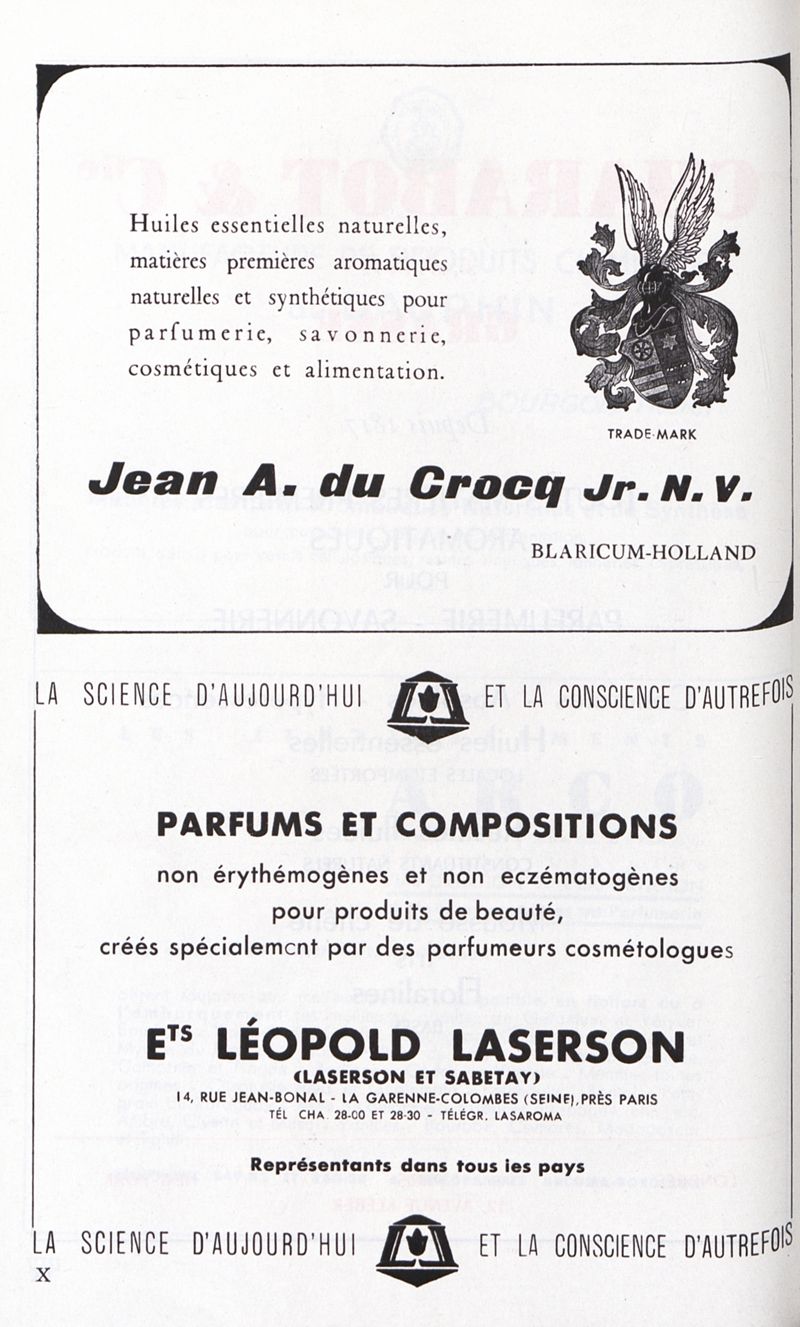 Huiles essentielles naturelles,
matières premières aromatiques
naturelles et synthétiques pour
parfumerie, savonnerie,
cosmétiques et alimentation.
TRADE-MARK
Jean A. du Crocq Jr. N. V.
BLARICUM-HOLLAND
LA SCIENCE D'AUJOURD'HUI ET LA CONSCIENCE D'AUTREFOIS
PARFUMS ET COMPOSITIONS
non érythémogènes et non eczématogènes
pour produits de beauté,
créés spécialement par des parfumeurs cosmétologues
ETS LÉOPOLD LASERSON
(LASERSON ET SABETAY)
14, RUE JEAN-BONAL - LA GARENNE-COLOMBES (SEINE), PRÈS PARIS
TÉL CHA. 28-00 ET 28-30 - TÉLÉGR. LASAROMA
Représentants dans tous les pays
LA SCIENCE D'AUJOURD'HUI ET LA CONSCIENCE D'AUTREFOIS
X